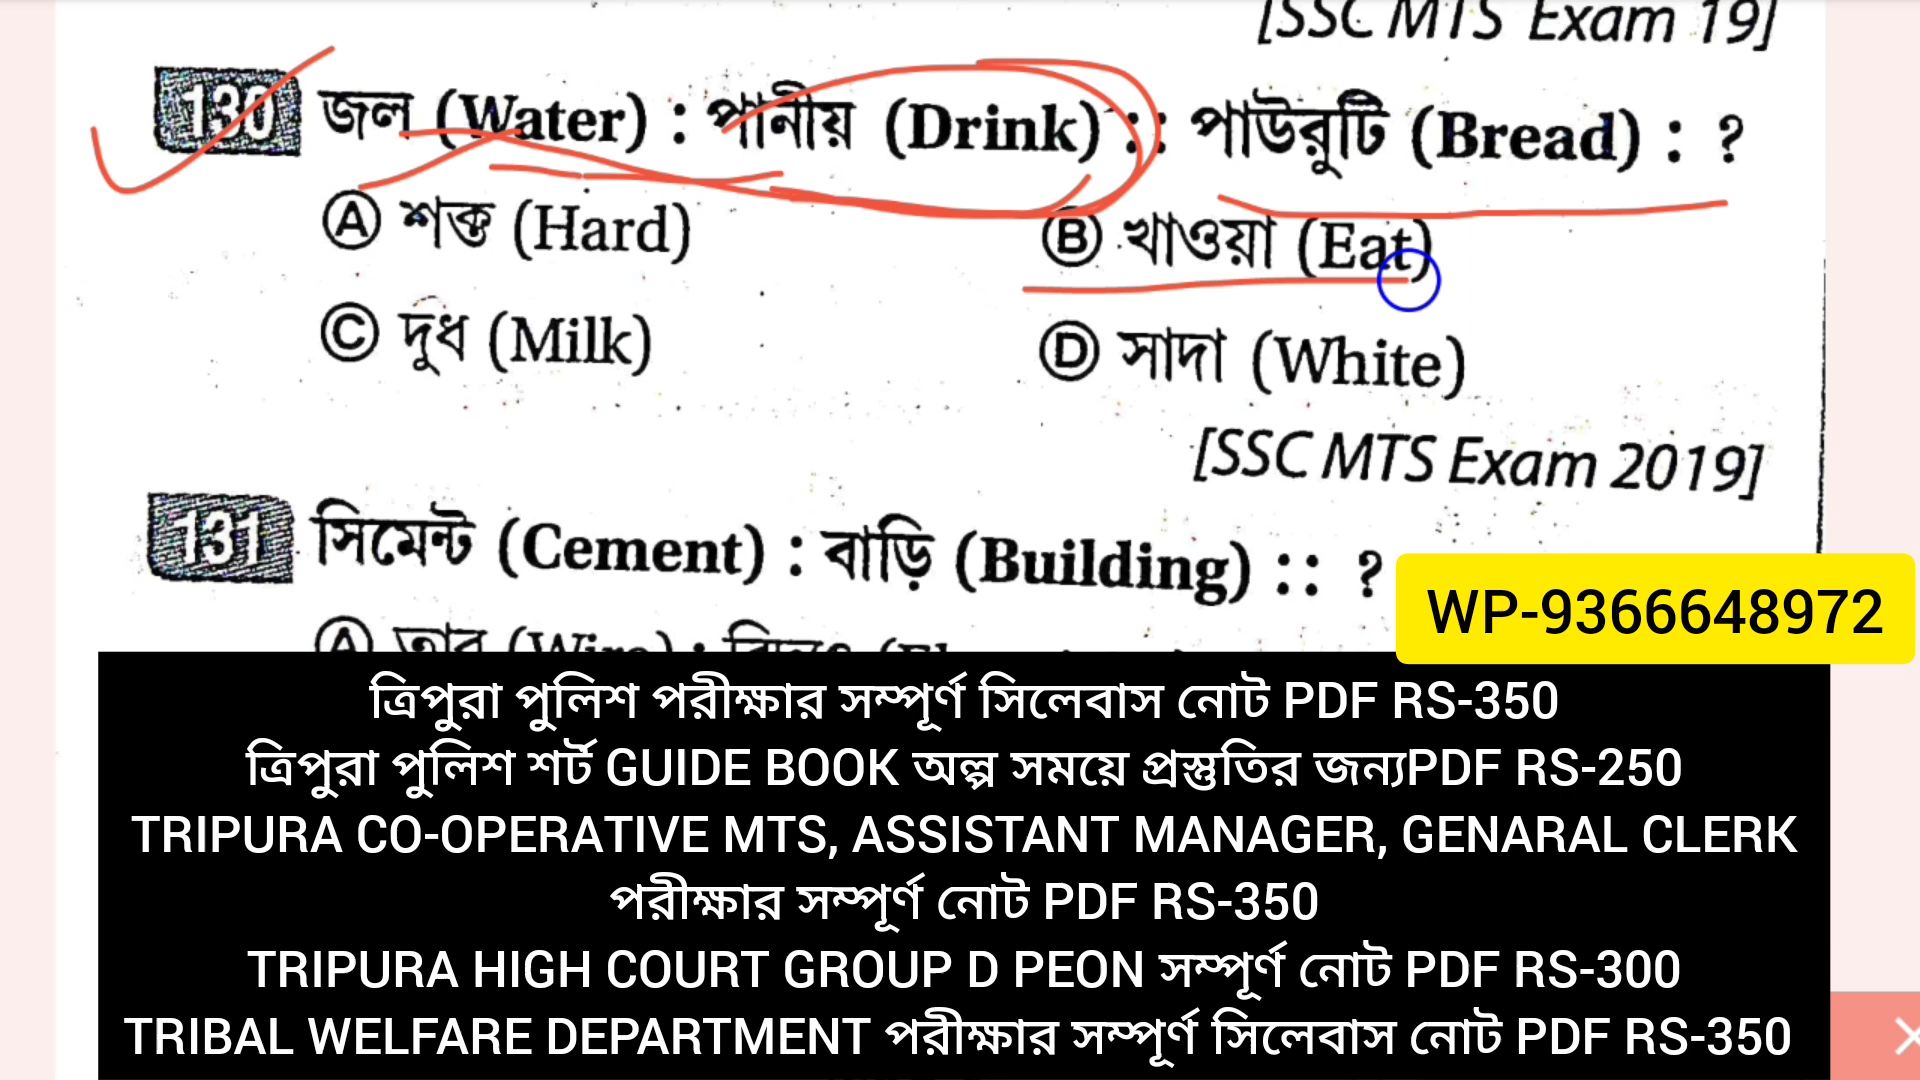 [SSC MTS Exam 19]
130 জল (Water) : পানীয় (Drink) :: পাউরুটি (Bread) : ?
Ⓐ শক্ত (Hard) Ⓑ খাওয়া (Eat)
Ⓒ দুধ (Milk) Ⓓ সাদা (White)
[SSC MTS Exam 2019]
131 সিমেন্ট (Cement) : বাড়ি (Building) :: ?
WP-9366648972
Ⓐ তার (Wire) :
ত্রিপুরা পুলিশ পরীক্ষার সম্পূর্ণ সিলেবাস নোট PDF RS-350
ত্রিপুরা পুলিশ শর্ট GUIDE BOOK অল্প সময়ে প্রস্তুতির জন্যPDF RS-250
TRIPURA CO-OPERATIVE MTS, ASSISTANT MANAGER, GENARAL CLERK
পরীক্ষার সম্পূর্ণ নোট PDF RS-350
TRIPURA HIGH COURT GROUP D PEON সম্পূর্ণ নোট PDF RS-300
TRIBAL WELFARE DEPARTMENT পরীক্ষার সম্পূর্ণ সিলেবাস নোট PDF RS-350